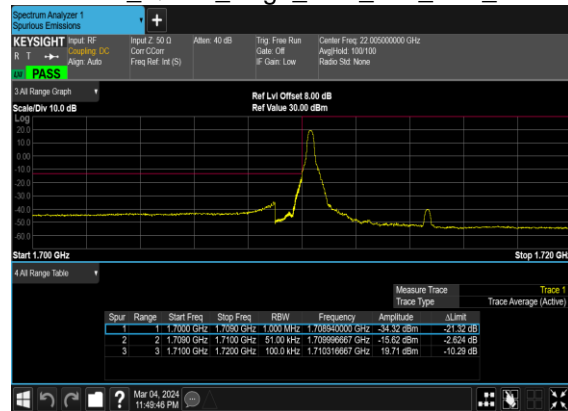 Spectrum Analyzer 1
Spurious Emissions
KEYSIGHT Input: RF Input Z: 50 Ω Atten: 40 dB Trig: Free Run Center Freq: 22.005000000 GHz
R T Coupling: DC Corr CCorr Gate: Off Avg|Hold: 100/100
Align: Auto Freq Ref: Int (S) IF Gain: Low Radio Std: None
PASS
3 All Range Graph
Ref Lvl Offset 8.00 dB
Scale/Div 10.0 dB Ref Value 30.00 dBm
Log
20.0
10.0
0.00
-10.0
-20.0
-30.0
-40.0
-50.0
-60.0
Start 1.700 GHz Stop 1.720 GH
4 All Range Table
Measure Trace Trace 1
Trace Type Trace Average (Active)
Spur Range Start Freq Stop Freq RBW Frequency Amplitude ΔLimit
1 1 1.7000 GHz 1.7090 GHz 1.000 MHz 1.708940000 GHz -34.32 dBm -21.32 dB
2 2 1.7090 GHz 1.7100 GHz 51.00 kHz 1.709996667 GHz -15.62 dBm -2.624 dB
3 3 1.7100 GHz 1.7200 GHz 100.0 kHz 1.710316667 GHz 19.71 dBm -10.29 dB
Mar 04, 2024
11:49:46 PM